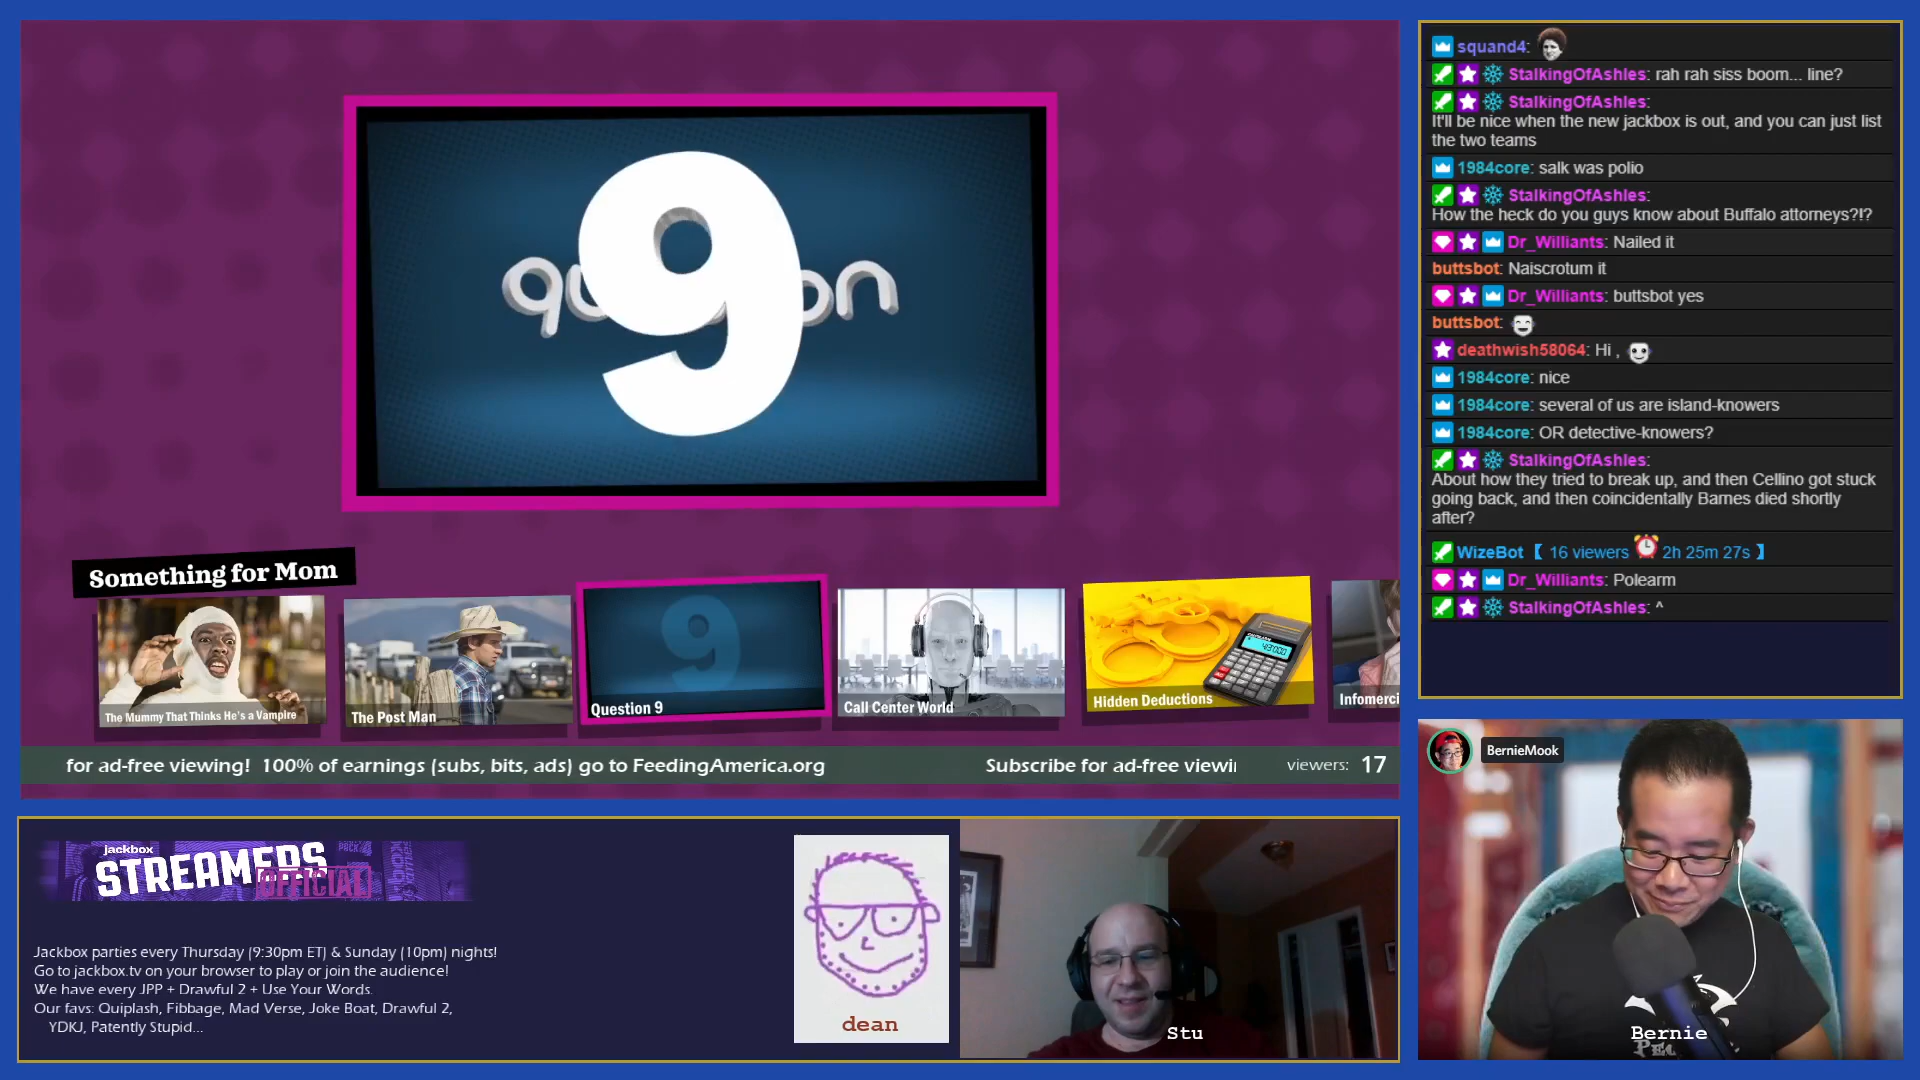 9
Something for Mom
The Mummy That Thinks He's a Vampire
The Post Man
9
Question 9
Call Center World
Hidden Deductions
43000
Infomerci
for ad-free viewing! 100% of earnings (subs, bits, ads) go to FeedingAmerica.org
Subscribe for ad-free viewi
viewers: 17
jackbox
STREAMERS
OFFICIAL
Jackbox parties every Thursday (9:30pm ET) & Sunday (10pm) nights!
Go to jackbox.tv on your browser to play or join the audience!
We have every JPP + Drawful 2 + Use Your Words.
Our favs: Quiplash, Fibbage, Mad Verse, Joke Boat, Drawful 2,
YDKJ, Patently Stupid...
dean
Stu
squand4:
StalkingOfAshles: rah rah siss boom... line?
StalkingOfAshles:
It'll be nice when the new jackbox is out, and you can just list
the two teams
1984core: salk was polio
StalkingOfAshles:
How the heck do you guys know about Buffalo attorneys?!?
Dr_Williants: Nailed it
buttsbot: Naiscrotum it
Dr_Williants: buttsbot yes
buttsbot:
deathwish58064: Hi ,
1984core: nice
1984core: several of us are island-knowers
1984core: OR detective-knowers?
StalkingOfAshles:
About how they tried to break up, and then Cellino got stuck
going back, and then coincidentally Barnes died shortly
after?
WizeBot 【 16 viewers 2h 25m 27s 】
Dr_Williants: Polearm
StalkingOfAshles: ^
BernieMook
Bernie